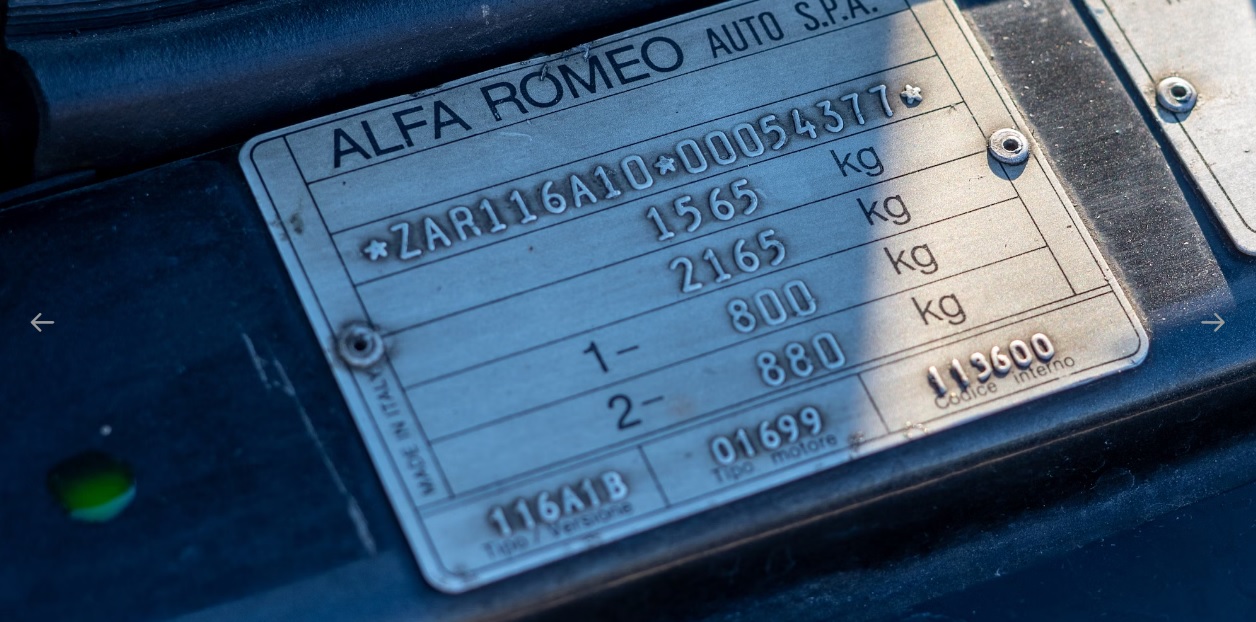 ALFA ROMEO AUTO S.P.A.
*ZAR116A10*00054377*
1565 kg
2165 kg
1- 800 kg
2- 880 kg
116A1B 01699 113600
Tipo / Versione Tipo motore Codice interno
MADE IN ITALY